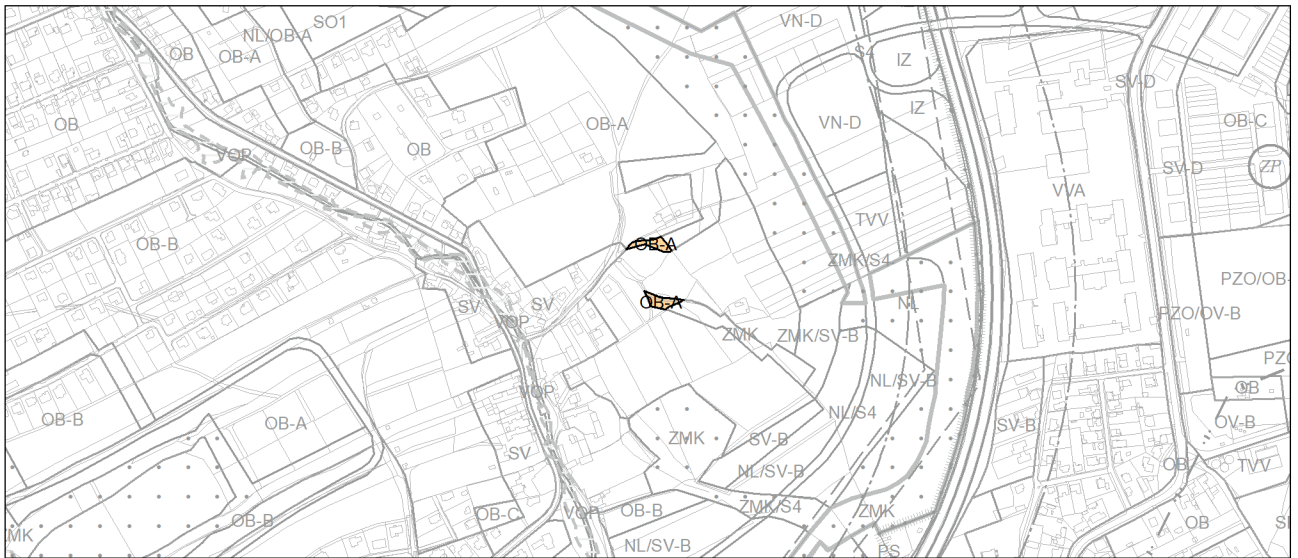 SO1
VN-D
NL/OB-A
OB
OB-A
S4
IZ
SV-D
IZ
OB
OB-A
VN-D
OB-C
OB-B
OB
VOP
ZP
SV-D
VVA
TVV
OB-B
OB-A
ZMK/S4
PZO/OB-
SV
SV
NL
OB-A
PZO/OV-B
VOP
ZMK
ZMK/SV-B
NL/SV-B
OB
VOP
OB-B
OB-A
NL/S4
OV-B
SV-B
ZMK
SV-B
SV
OB
TVV
NL/SV-B
ZMK/S4
OB-C
VOP
OB-B
ZMK
OB-B
OB
MK
NL/SV-B
PS